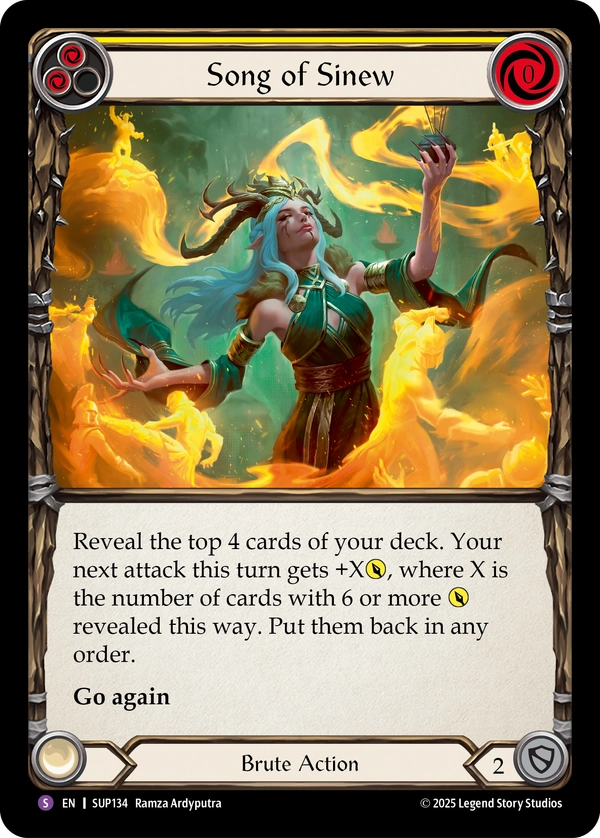 Song of Sinew
0
Reveal the top 4 cards of your deck. Your
next attack this turn gets +X, where X is
the number of cards with 6 or more
revealed this way. Put them back in any
order.
Go again
Brute Action
2
S EN | SUP134 Ramza Ardyputra © 2025 Legend Story Studios